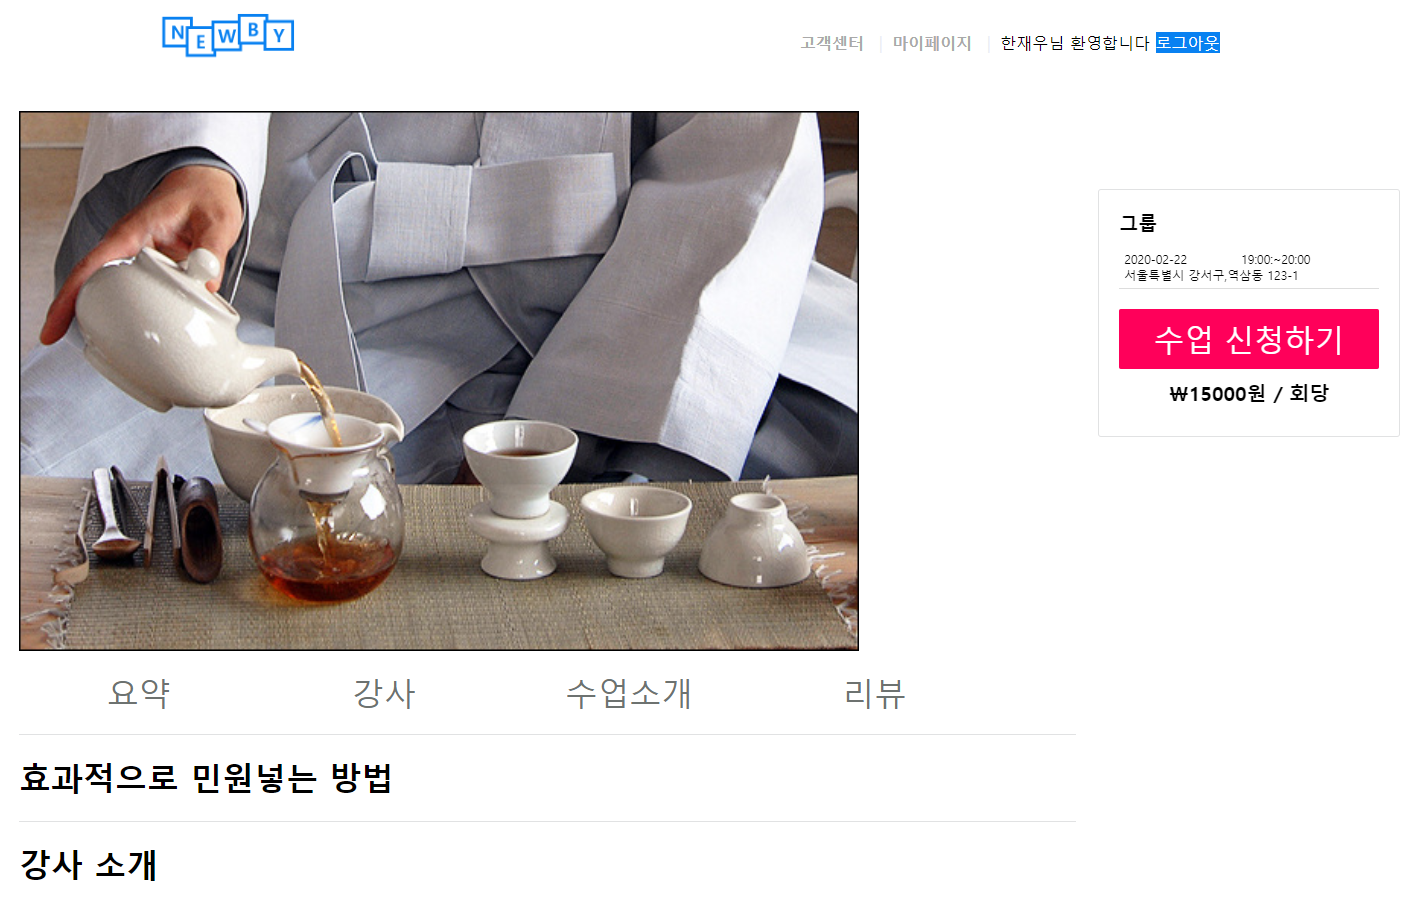 NEWBY
고객센터 | 마이페이지 | 한재우님 환영합니다 로그아웃
그룹
2020-02-22 19:00:~20:00
서울특별시 강서구,역삼동 123-1
수업 신청하기
₩15000원 / 회당
요약 강사 수업소개 리뷰
효과적으로 민원넣는 방법
강사 소개